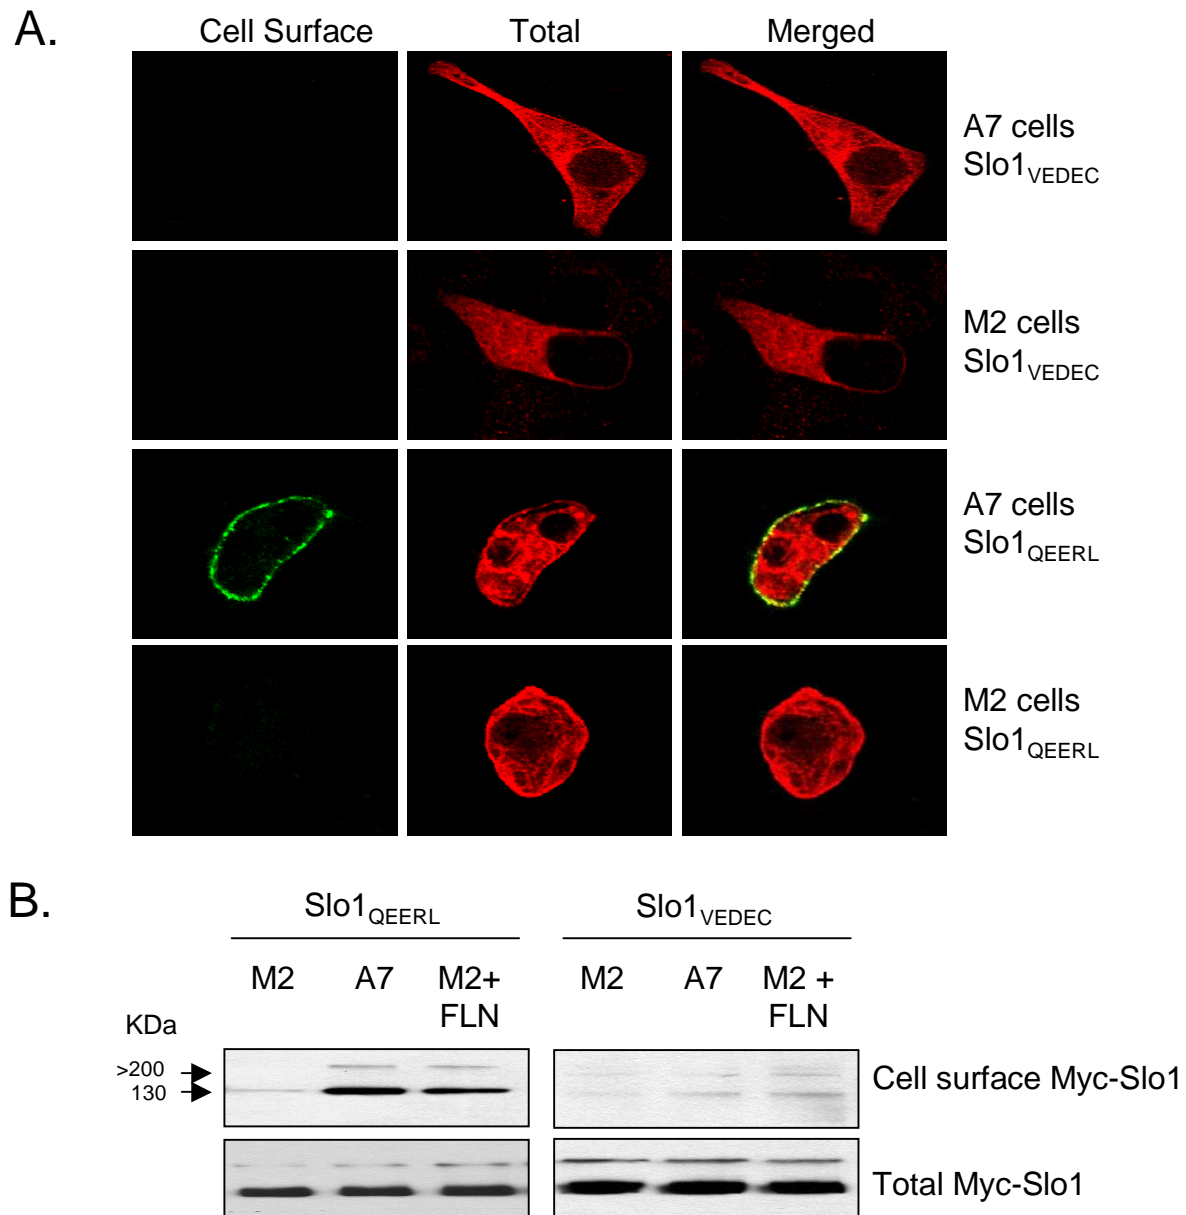 A.
Cell Surface Total Merged
A7 cells
Slo1VEDEC
M2 cells
Slo1VEDEC
A7 cells
Slo1QEERL
M2 cells
Slo1QEERL
B.
Slo1QEERL Slo1VEDEC
M2 A7 M2+ FLN M2 A7 M2 + FLN
KDa
>200
130
Cell surface Myc-Slo1
Total Myc-Slo1